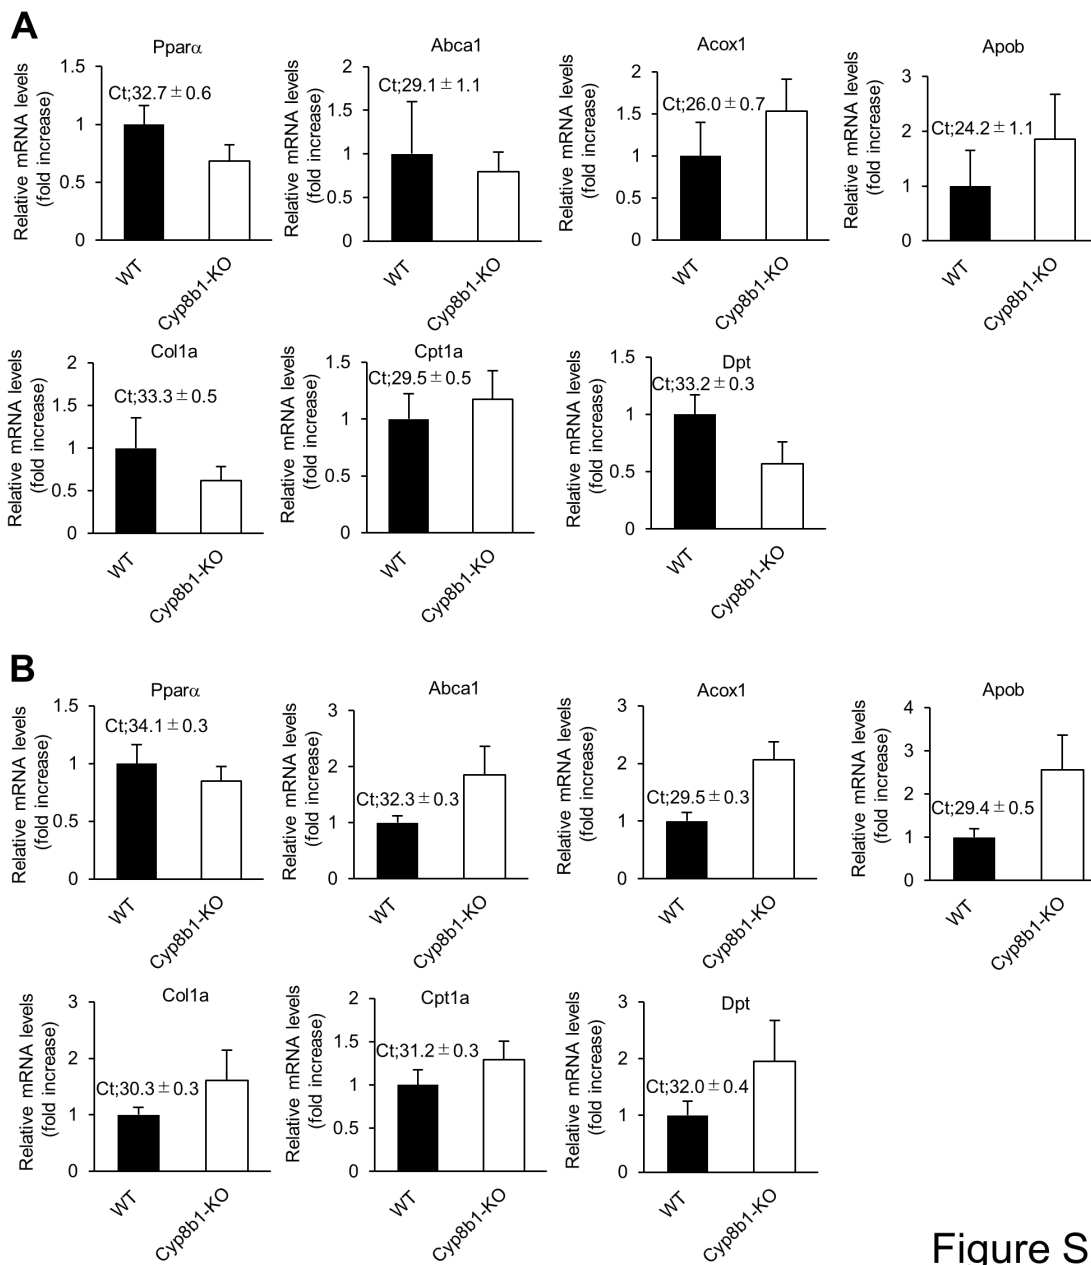 A
Pparα
Relative mRNA levels
(fold increase)
1.5
1
0.5
0
Ct;32.7±0.6
WT
Cyp8b1-KO
Abca1
Relative mRNA levels
(fold increase)
2
1.5
1
0.5
0
Ct;29.1±1.1
WT
Cyp8b1-KO
Acox1
Relative mRNA levels
(fold increase)
2
1.5
1
0.5
0
Ct;26.0±0.7
WT
Cyp8b1-KO
Apob
Relative mRNA levels
(fold increase)
3
2
1
0
Ct;24.2±1.1
WT
Cyp8b1-KO
Col1a
Relative mRNA levels
(fold increase)
2
1.5
1
0.5
0
Ct;33.3±0.5
WT
Cyp8b1-KO
Cpt1a
Relative mRNA levels
(fold increase)
1.5
1
0.5
0
Ct;29.5±0.5
WT
Cyp8b1-KO
Dpt
Relative mRNA levels
(fold increase)
1.5
1
0.5
0
Ct;33.2±0.3
WT
Cyp8b1-KO
B
Pparα
Relative mRNA levels
(fold increase)
1.5
1
0.5
0
Ct;34.1±0.3
WT
Cyp8b1-KO
Abca1
Relative mRNA levels
(fold increase)
3
2
1
0
Ct;32.3±0.3
WT
Cyp8b1-KO
Acox1
Relative mRNA levels
(fold increase)
3
2
1
0
Ct;29.5±0.3
WT
Cyp8b1-KO
Apob
Relative mRNA levels
(fold increase)
4
3
2
1
0
Ct;29.4±0.5
WT
Cyp8b1-KO
Col1a
Relative mRNA levels
(fold increase)
3
2
1
0
Ct;30.3±0.3
WT
Cyp8b1-KO
Cpt1a
Relative mRNA levels
(fold increase)
2
1.5
1
0.5
0
Ct;31.2±0.3
WT
Cyp8b1-KO
Dpt
Relative mRNA levels
(fold increase)
3
2
1
0
Ct;32.0±0.4
WT
Cyp8b1-KO
Figure S